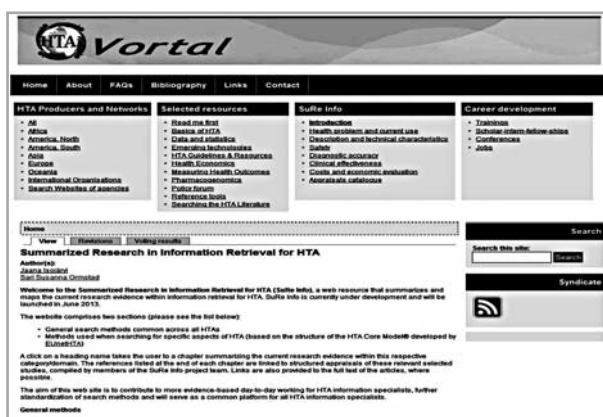 HTAi Vortal
Home About FAQs Bibliography Links Contact
HTA Producers and Networks
All
Africa
America, North
America, South
Asia
Europe
Oceania
International Organisations
Search Websites of agencies
Selected resources
Read me first
Basics of HTA
Data and statistics
Emerging technologies
HTA Guidelines & Resources
Health Economics
Measuring Health Outcomes
Pharmacogenomics
Policy forum
Reference tools
Searching the HTA Literature
SuRe Info
Introduction
Health problem and current use
Description and technical characteristics
Safety
Diagnostic accuracy
Clinical effectiveness
Costs and economic evaluation
Appraisals catalogue
Career development
Trainings
Scholar-intern-fellow-ships
Conferences
Jobs
Home
View Revisions Voting results
Summarized Research in Information Retrieval for HTA
Author(s):
Jaana Isojärvi
Sari Susanna Ormstad
Welcome to the Summarized Research in Information Retrieval for HTA (SuRe Info), a web resource that summarizes and
maps the current research evidence within information retrieval for HTA. SuRe Info is currently under development and will be
launched in June 2013.
The website comprises two sections (please see the list below):
General search methods common across all HTAs
Methods used when searching for specific aspects of HTA (based on the structure of the HTA Core Model® developed by
EUnetHTA)
A click on a heading name takes the user to a chapter summarizing the current research evidence within this respective
category/domain. The references listed at the end of each chapter are linked to structured appraisals of these relevant selected
studies, compiled by members of the SuRe Info project team. Links are also provided to the full text of the articles, where
possible.
The aim of this web site is to contribute to more evidence-based day-to-day working for HTA information specialists, further
standardization of search methods and will serve as a common platform for all HTA information specialists.
General methods
Search
Search this site:
Search
Syndicate